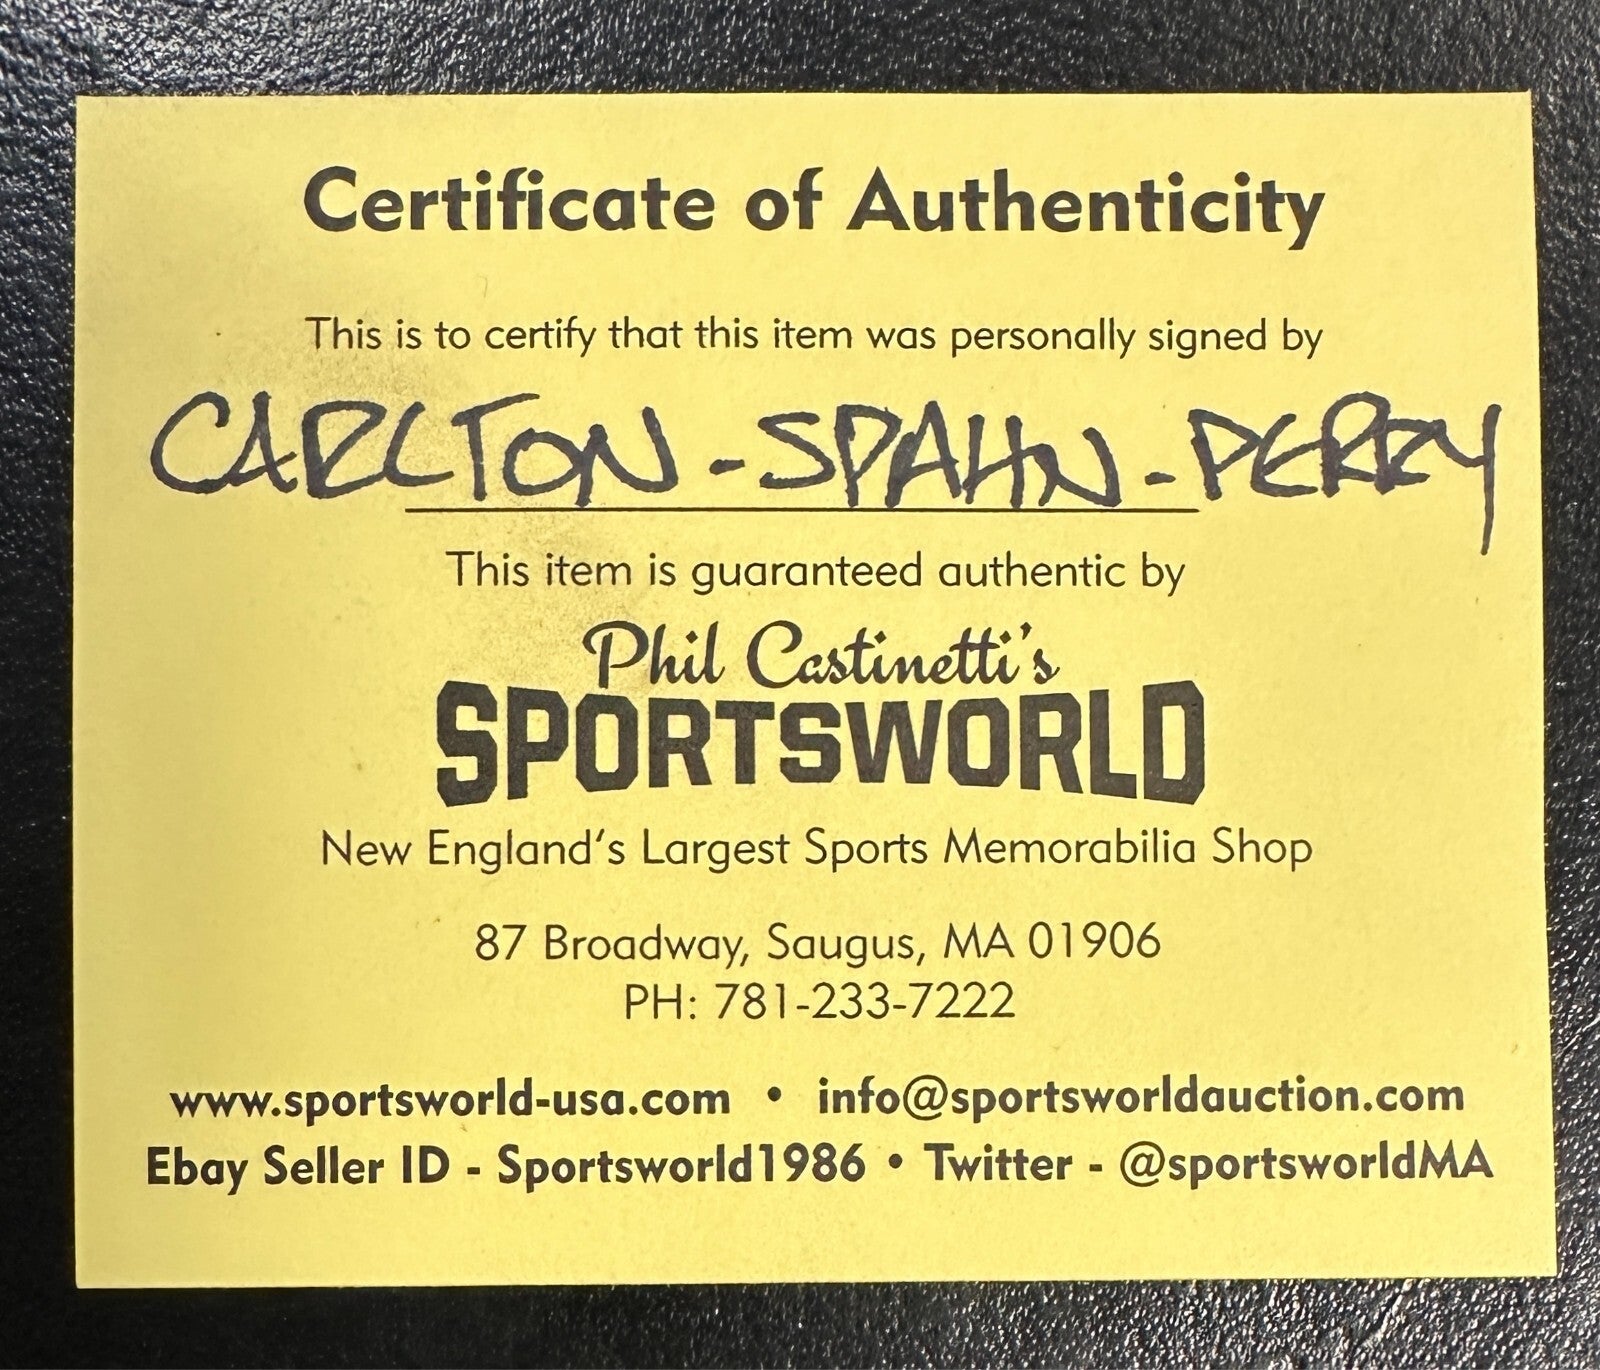 Certificate of Authenticity
This is to certify that this item was personally signed by
CARLTON - SPAHN - PERRY
This item is guaranteed authentic by
Phil Castinetti's
SPORTSWORLD
New England's Largest Sports Memorabilia Shop
87 Broadway, Saugus, MA 01906
PH: 781-233-7222
www.sportsworld-usa.com • info@sportsworldauction.com
Ebay Seller ID - Sportsworld1986 • Twitter - @sportsworldMA